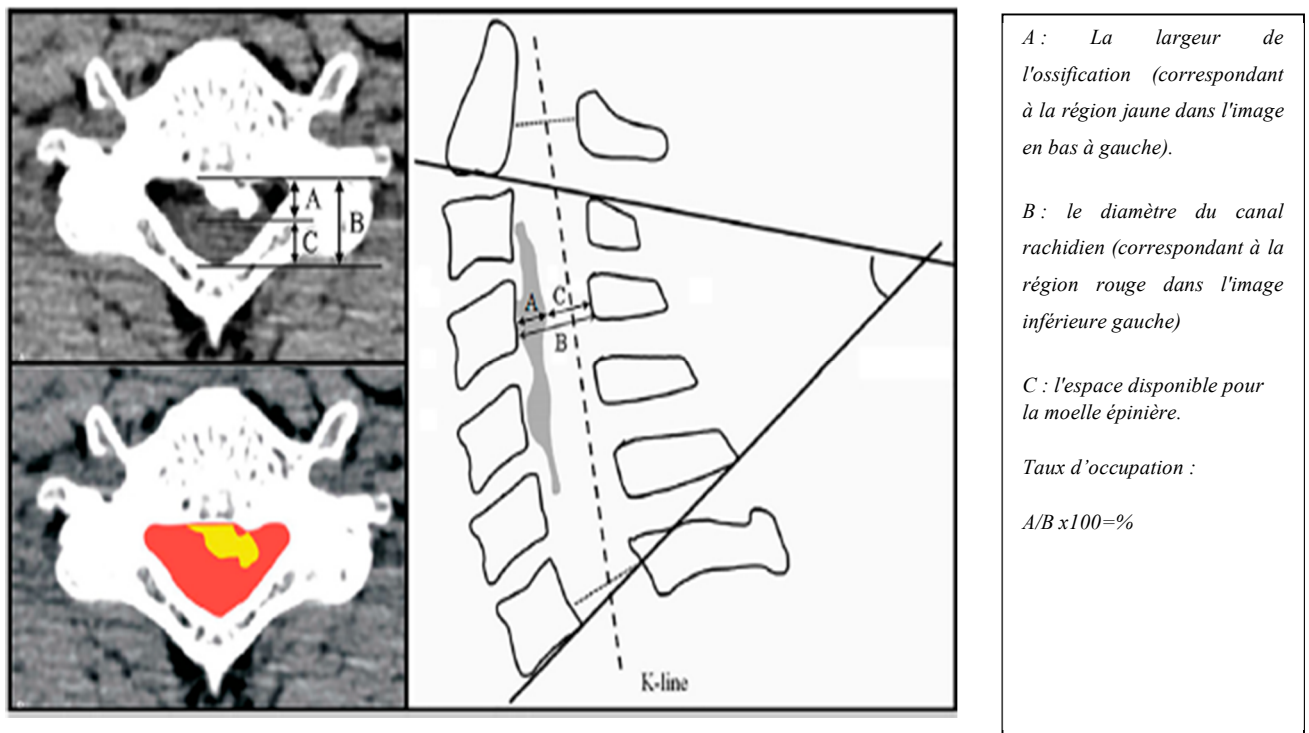 A
B
C
A
C
B
K-line
A : La largeur de
l'ossification (correspondant
à la région jaune dans l'image
en bas à gauche).
B : le diamètre du canal
rachidien (correspondant à la
région rouge dans l'image
inférieure gauche)
C : l'espace disponible pour
la moelle épinière.
Taux d'occupation :
A/B x100=%